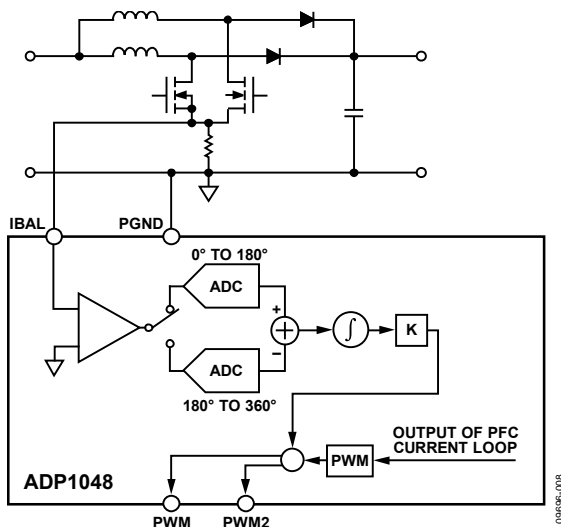 IBAL
PGND
0° TO 180°
ADC
+
−
∫
K
ADC
180° TO 360°
OUTPUT OF PFC
CURRENT LOOP
PWM
ADP1048
PWM
PWM2
09696-008